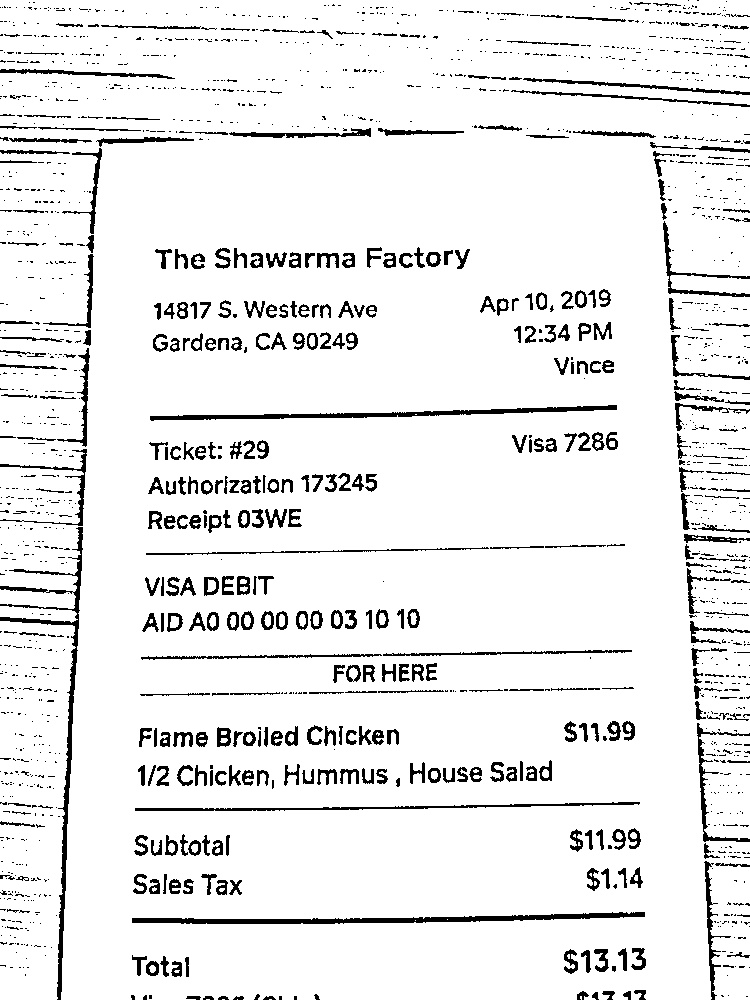 The Shawarma Factory
14817 S. Western Ave Apr 10, 2019
Gardena, CA 90249 12:34 PM
Vince
Ticket: #29 Visa 7286
Authorization 173245
Receipt 03WE
VISA DEBIT
AID A0 00 00 00 03 10 10
FOR HERE
Flame Broiled Chicken $11.99
1/2 Chicken, Hummus , House Salad
Subtotal $11.99
Sales Tax $1.14
Total $13.13